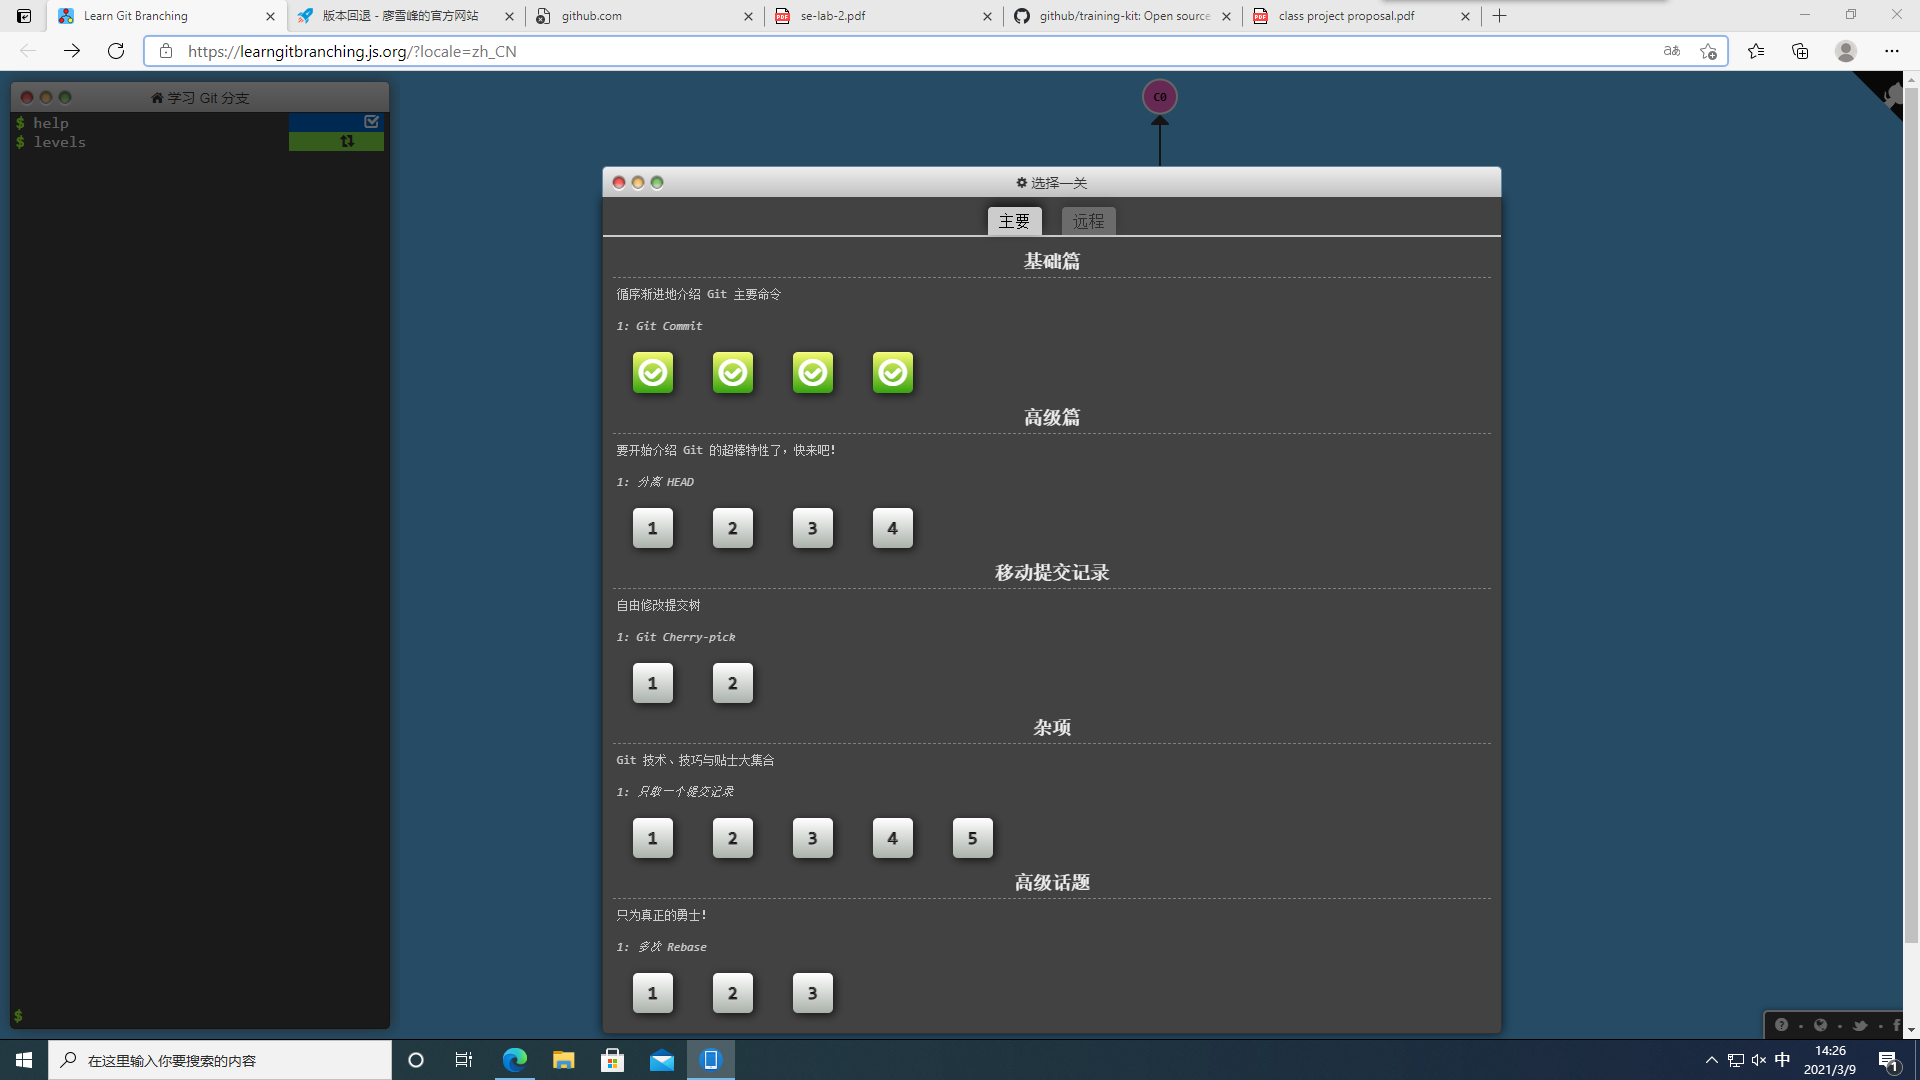 Learn Git Branching
版本回退 - 廖雪峰的官方网站
github.com
se-lab-2.pdf
github/training-kit: Open source
class project proposal.pdf
https://learngitbranching.js.org/?locale=zh_CN
学习 Git 分支
$ help
$ levels
$
C0
选择一关
主要
远程
基础篇
循序渐进地介绍 Git 主要命令
1: Git Commit
高级篇
要开始介绍 Git 的超棒特性了，快来吧！
1: 分离 HEAD
1 2 3 4
移动提交记录
自由修改提交树
1: Git Cherry-pick
1 2
杂项
Git 技术、技巧与贴士大集合
1: 只取一个提交记录
1 2 3 4 5
高级话题
只为真正的勇士！
1: 多次 Rebase
1 2 3
在这里输入你要搜索的内容
中
14:26
2021/3/9
1